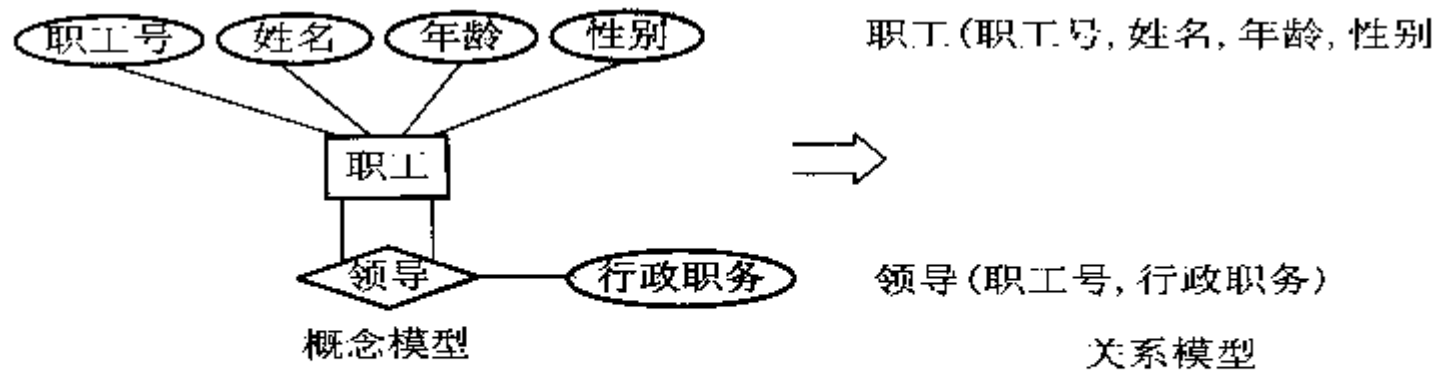 职工号 姓名 年龄 性别 职工(职工号,姓名,年龄,性别
职工
领导 行政职务 领导(职工号,行政职务)
概念模型 关系模型